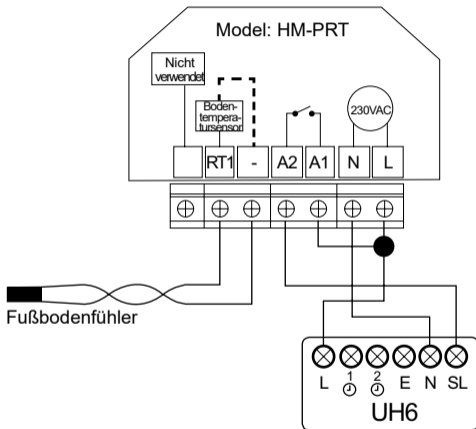 Model: HM-PRT
Nicht
verwendet
Boden-
tempera-
tursensor
230VAC
RT1 - A2 A1 N L
Fußbodenfühler
L 1 2 E N SL
UH6